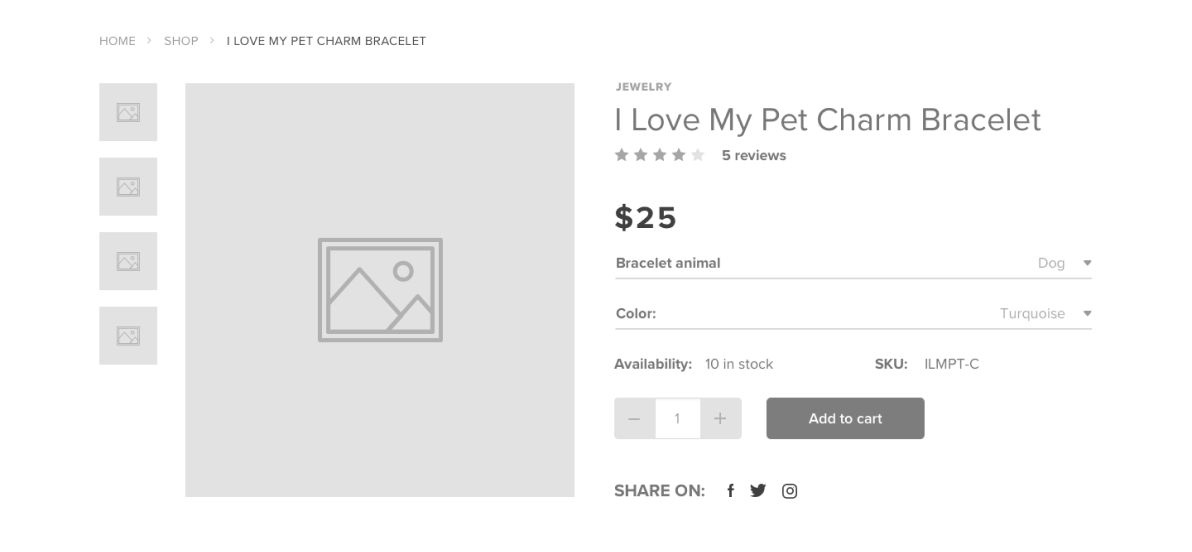 HOME > SHOP > I LOVE MY PET CHARM BRACELET
JEWELRY
I Love My Pet Charm Bracelet
5 reviews
$25
Bracelet animal Dog
Color: Turquoise
Availability: 10 in stock SKU: ILMPT-C
− 1 + Add to cart
SHARE ON: